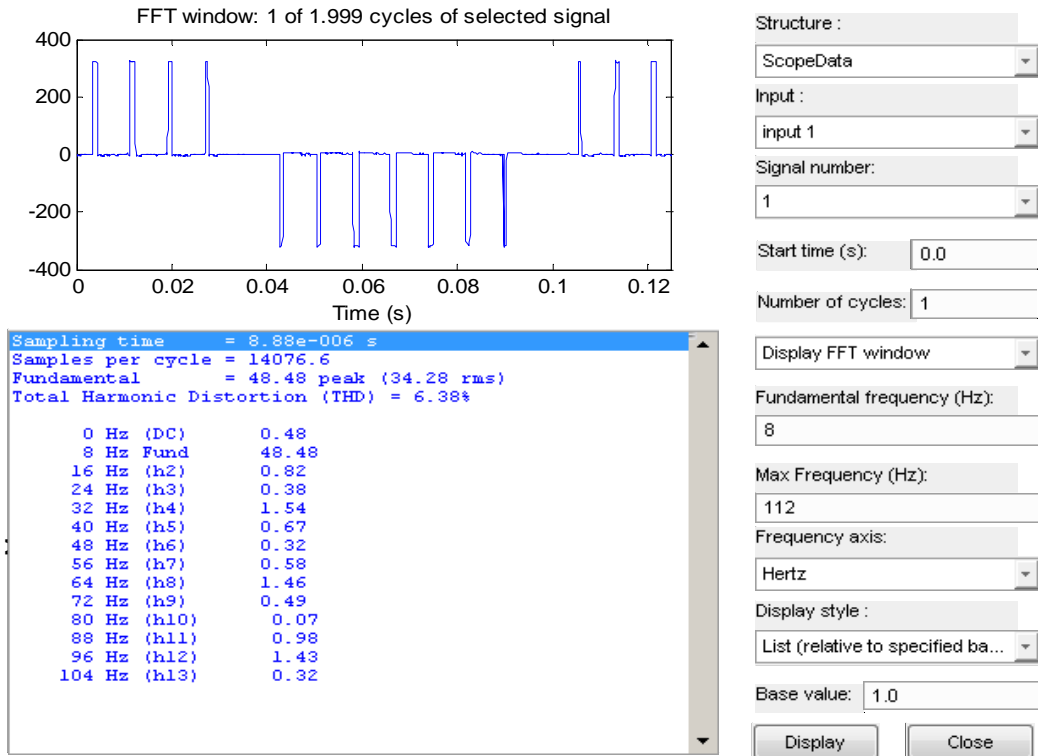 FFT window: 1 of 1.999 cycles of selected signal
400
200
0
-200
-400
0 0.02 0.04 0.06 0.08 0.1 0.12
Time (s)
Sampling time = 8.88e-006 s
Samples per cycle = 14076.6
Fundamental = 48.48 peak (34.28 rms)
Total Harmonic Distortion (THD) = 6.38%
0 Hz (DC) 0.48
8 Hz Fund 48.48
16 Hz (h2) 0.82
24 Hz (h3) 0.38
32 Hz (h4) 1.54
40 Hz (h5) 0.67
48 Hz (h6) 0.32
56 Hz (h7) 0.58
64 Hz (h8) 1.46
72 Hz (h9) 0.49
80 Hz (h10) 0.07
88 Hz (h11) 0.98
96 Hz (h12) 1.43
104 Hz (h13) 0.32
Structure :
ScopeData
Input :
input 1
Signal number:
1
Start time (s): 0.0
Number of cycles: 1
Display FFT window
Fundamental frequency (Hz):
8
Max Frequency (Hz):
112
Frequency axis:
Hertz
Display style :
List (relative to specified ba...
Base value: 1.0
Display Close